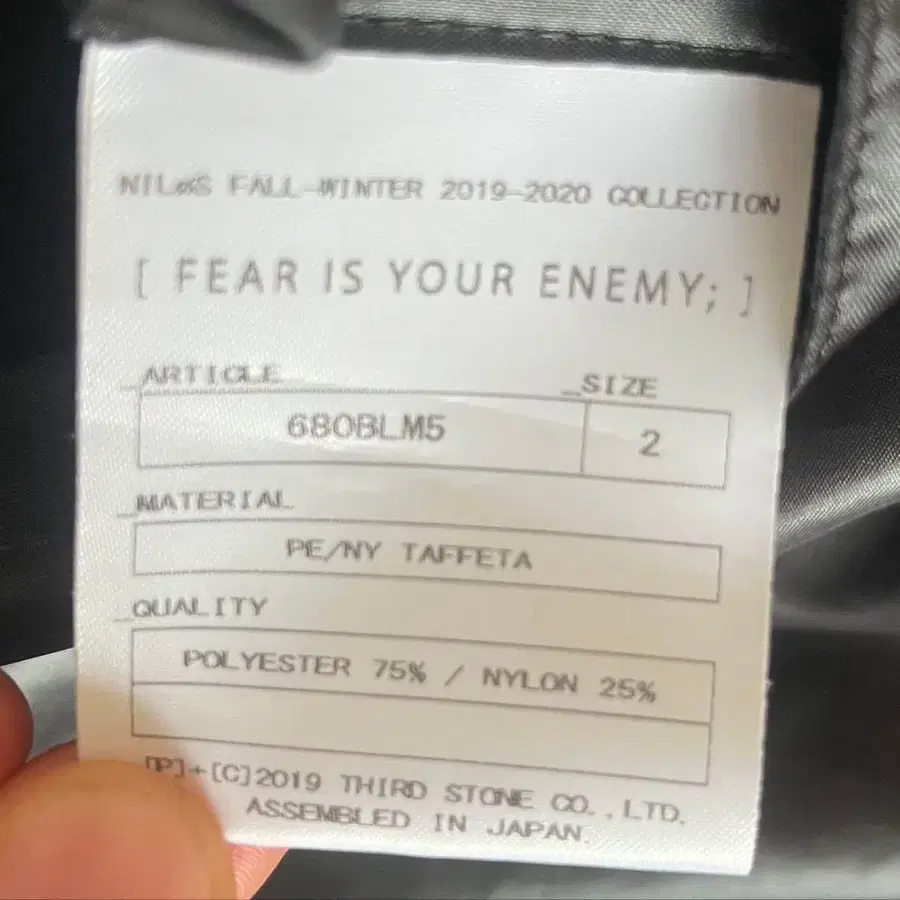 NILøS FALL-WINTER 2019-2020 COLLECTION
[ FEAR IS YOUR ENEMY; ]
_ARTICLE
_SIZE
680BLM5
2
_MATERIAL
PE/NY TAFFETA
_QUALITY
POLYESTER 75% / NYLON 25%
[P]+[C]2019 THIRD STONE CO.,LTD.
ASSEMBLED IN JAPAN.